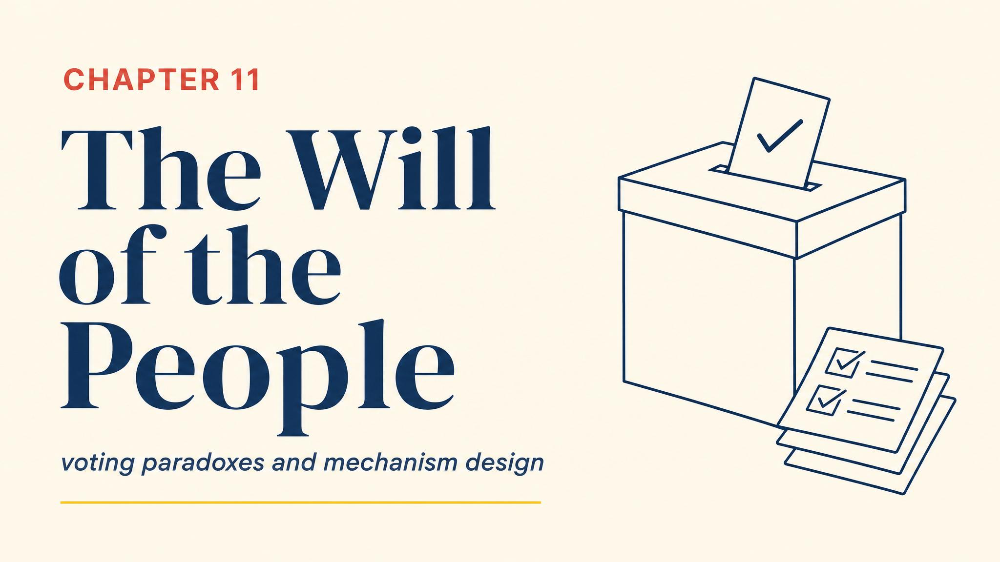 CHAPTER 11
The Will
of the
People
voting paradoxes and mechanism design